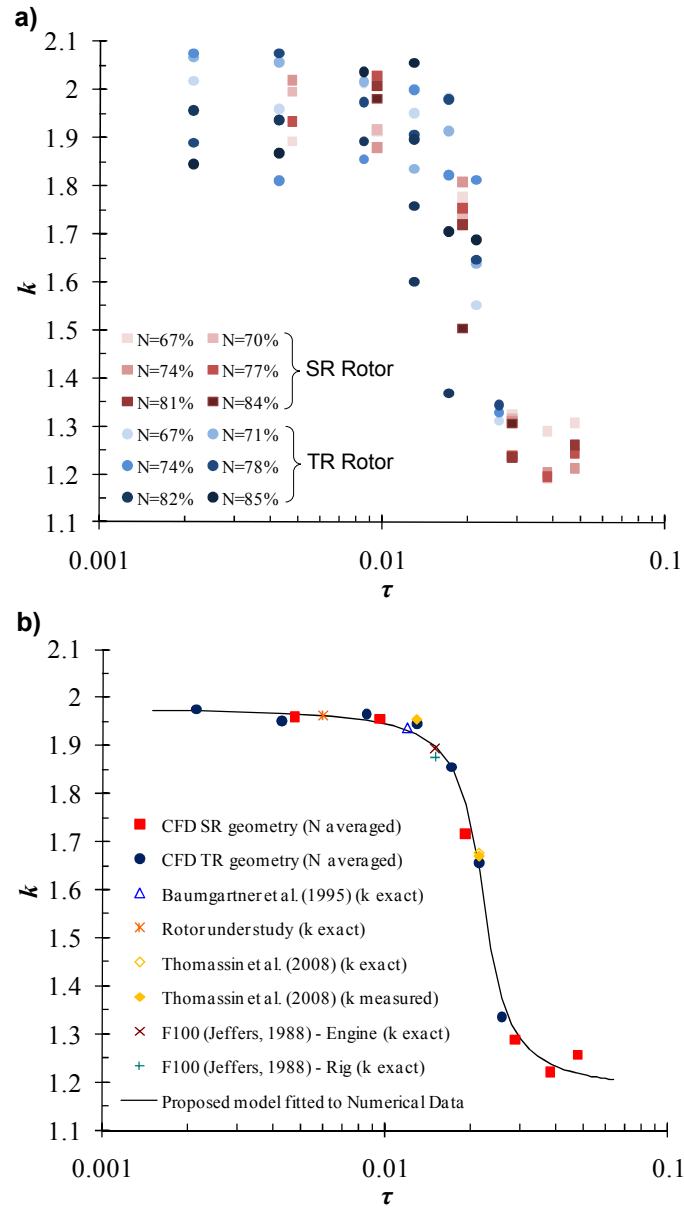 a)
2.1
2
1.9
1.8
1.7
1.6
1.5
1.4
1.3
1.2
1.1
k
N=67% N=70%
N=74% N=77%
N=81% N=84%
SR Rotor
N=67% N=71%
N=74% N=78%
N=82% N=85%
TR Rotor
0.001 0.01 0.1
τ
b)
2.1
2
1.9
1.8
1.7
1.6
1.5
1.4
1.3
1.2
1.1
k
CFD SR geometry (N averaged)
CFD TR geometry (N averaged)
Baumgartner et al. (1995) (k exact)
Rotor under study (k exact)
Thomassin et al. (2008) (k exact)
Thomassin et al. (2008) (k measured)
F100 (Jeffers, 1988) - Engine (k exact)
F100 (Jeffers, 1988) - Rig (k exact)
Proposed model fitted to Numerical Data
0.001 0.01 0.1
τ